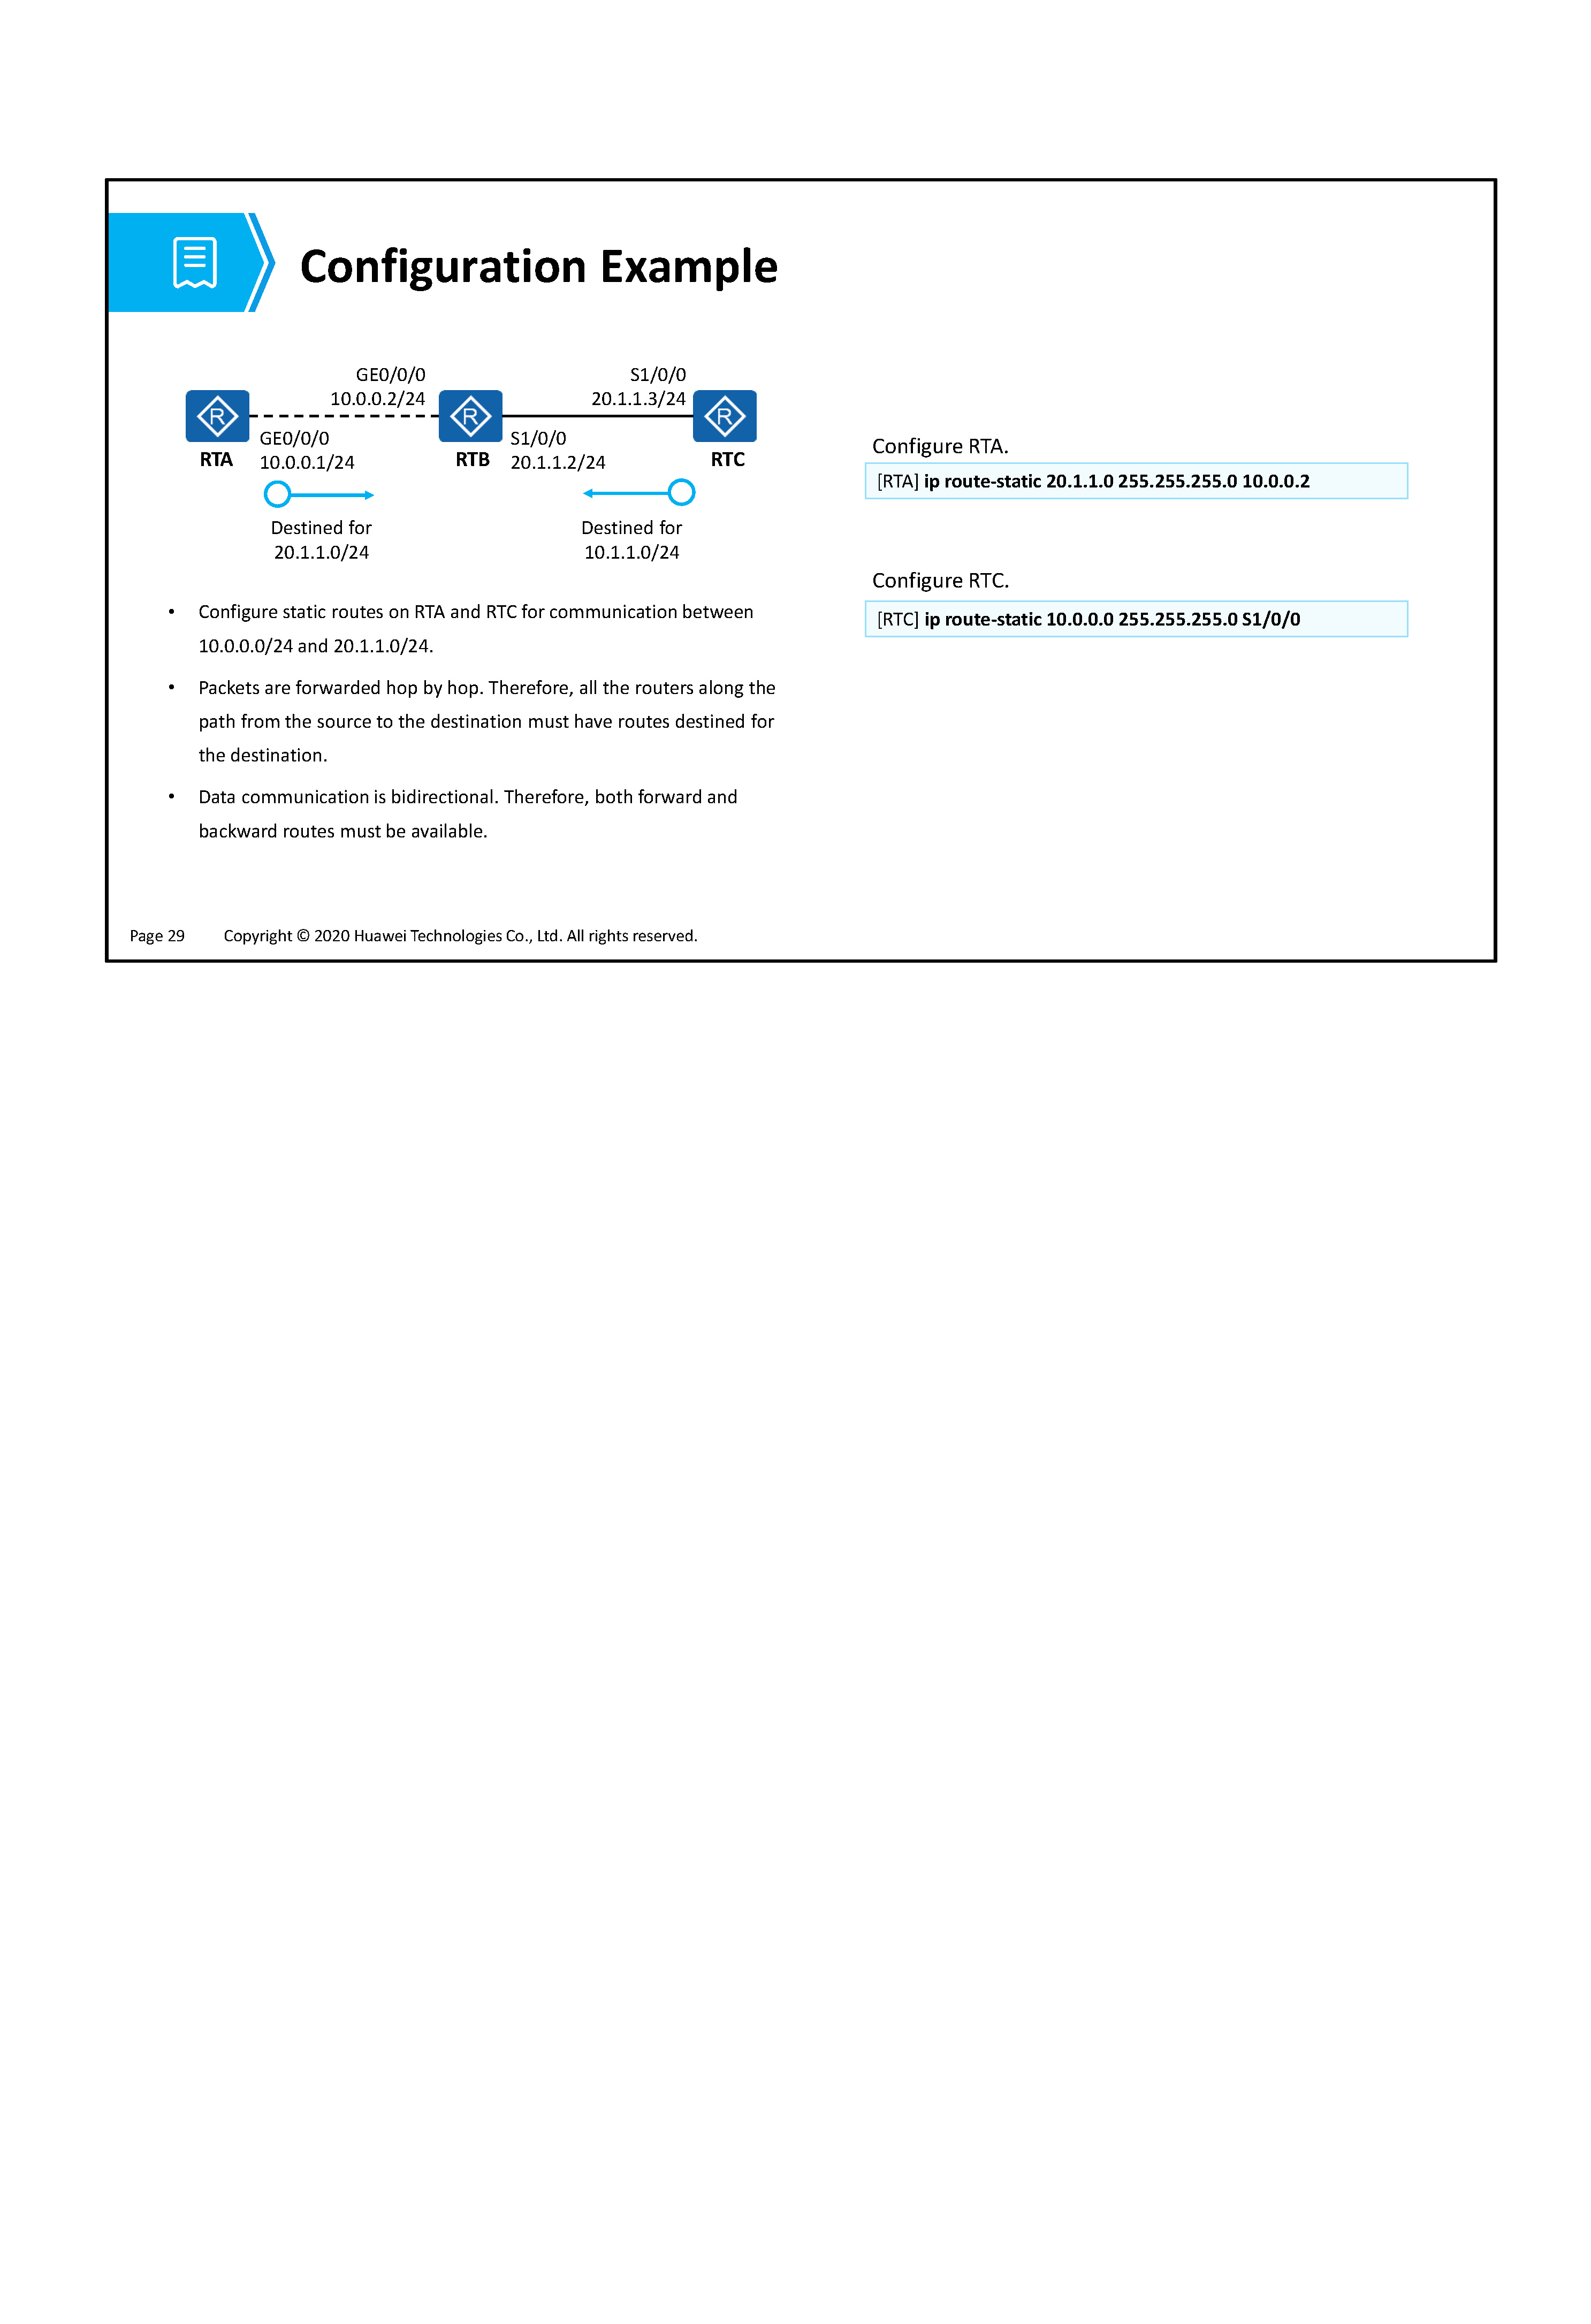 Configuration Example
GE0/0/0
10.0.0.2/24
S1/0/0
20.1.1.3/24
R
R
R
GE0/0/0
10.0.0.1/24
S1/0/0
20.1.1.2/24
RTA
RTB
RTC
Destined for
20.1.1.0/24
Destined for
10.1.1.0/24
• Configure static routes on RTA and RTC for communication between
10.0.0.0/24 and 20.1.1.0/24.
• Packets are forwarded hop by hop. Therefore, all the routers along the
path from the source to the destination must have routes destined for
the destination.
• Data communication is bidirectional. Therefore, both forward and
backward routes must be available.
Configure RTA.
[RTA] ip route-static 20.1.1.0 255.255.255.0 10.0.0.2
Configure RTC.
[RTC] ip route-static 10.0.0.0 255.255.255.0 S1/0/0
Page 29 Copyright © 2020 Huawei Technologies Co., Ltd. All rights reserved.